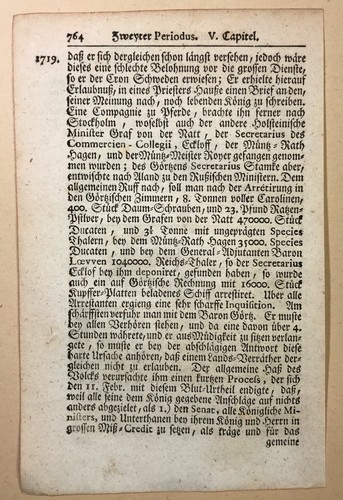 764 Zweyter Periodus. V. Capitel.
1719. daß er sich dergleichen schon längst versehen, jedoch wäre
dieses eine schlechte Belohnung vor die grossen Dienste,
so er der Cron Schweden erwiesen; Er erhielte hierauf
Erlaubnuß, in eines Priesters Hauße einen Brief an den,
seiner Meinung nach, noch lebenden König zu schreiben.
Eine Compagnie zu Pferde, brachte ihn ferner nach
Stockholm, woselbst auch der andere Holsteinische
Minister Graf von der Natt, der Secretarius des
Commercien-Collegii, Eckloff, der Müntz-Rath
Hagen, und der Müntz-Meister Royer gefangen genom-
men wurden; des Görtzens Secretarius Stamke aber,
entwischte nach Aland zu den Rußischen Ministern. Dem
allgemeinen Ruff nach, soll man nach der Arrétirung in
den Görtzischen Zimmern, 8. Tonnen voller Carolinen,
400. Stück Daum-Schrauben, und 23. Pfund Ratzen-
Pulver, bey dem Grafen von der Natt 470000. Stück
Ducaten, und 3½ Tonne mit ungeprägten Species
Thalern, bey dem Müntz-Rath Hagen 35000. Species
Ducaten, und bey dem General-Adjutanten Baron
Lœvven 1040000. Reichs-Thaler, so der Secretarius
Ecklof bey ihm deponiret, gefunden haben, so wurde
auch ein auf Görtzische Rechnung mit 16000. Stück
Kupffer-Platten beladenes Schiff arrestiret. Uber alle
Arrestanten ergieng eine sehr scharffe Inquisition. Am
schärffsten verfuhr man mit dem Baron Görtz. Er muste
bey allen Verhören stehen, und da eine davon über 4.
Stunden währete, und er aus Müdigkeit zu sitzen verlan-
gete, so muste er bey der abschlägigen Antwort diese
harte Ursache anhören, daß einem Lands-Verräther der-
gleichen nicht zu erlauben. Der allgemeine Haß des
Volcks verursachte ihm einen kurtzen Proceß, der sich
den 11. Febr. mit diesem Blut-Urtheil endigte, daß,
weil alle seine dem König gegebene Anschläge auf nichts
anders abgezielet, als 1.) den Senat, alle Königliche Mi-
nisters, und Unterthanen bey ihrem König und Herrn in
grossen Miß-Credit zu setzen, als träge und für das
gemeine